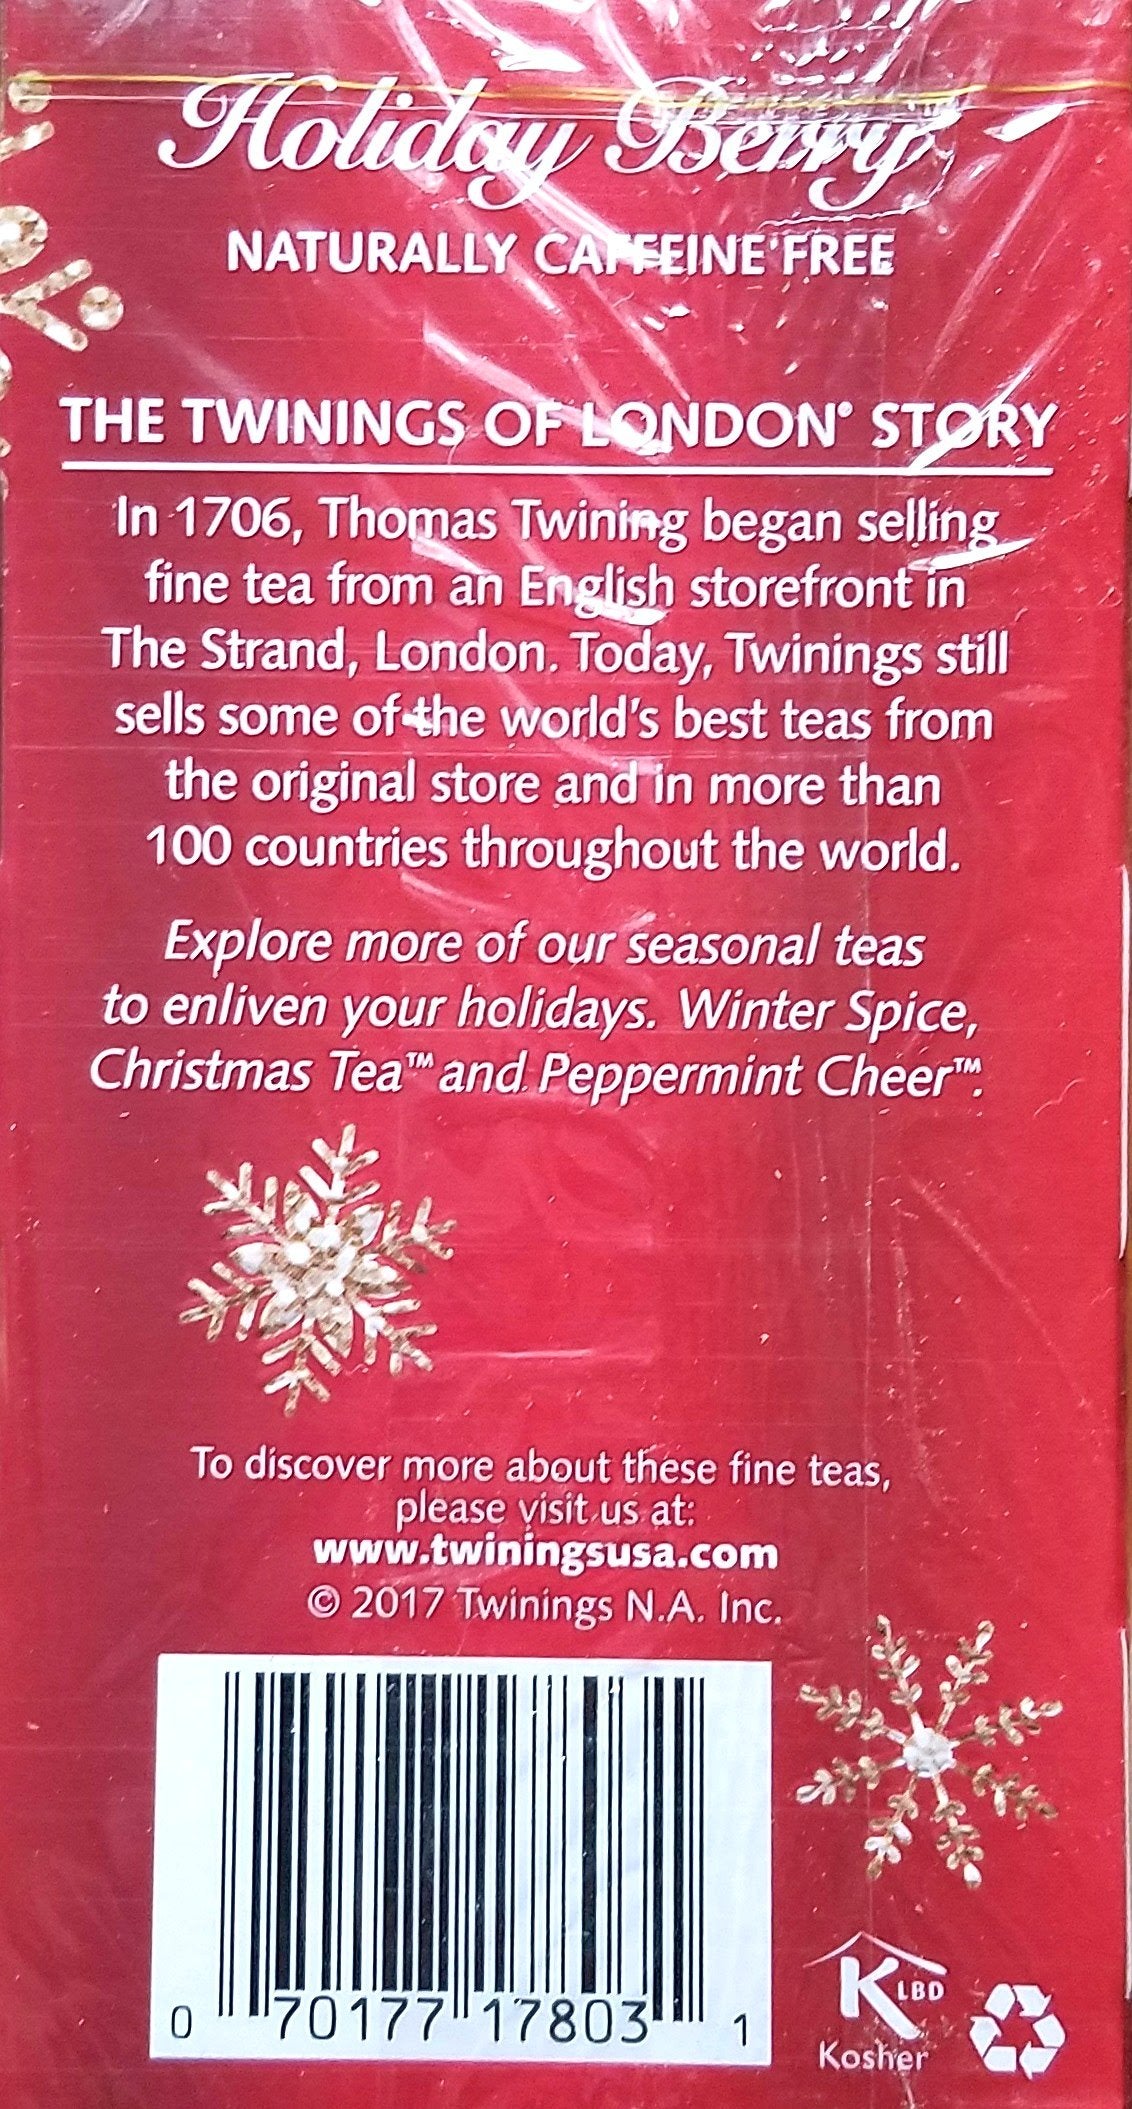 Holiday Berry
NATURALLY CAFFEINE FREE
THE TWININGS OF LONDON® STORY
In 1706, Thomas Twining began selling
fine tea from an English storefront in
The Strand, London. Today, Twinings still
sells some of the world's best teas from
the original store and in more than
100 countries throughout the world.
Explore more of our seasonal teas
to enliven your holidays. Winter Spice,
Christmas Tea™ and Peppermint Cheer™.
To discover more about these fine teas,
please visit us at:
www.twiningsusa.com
© 2017 Twinings N.A. Inc.
0 70177 17803 1
K LBD
Kosher